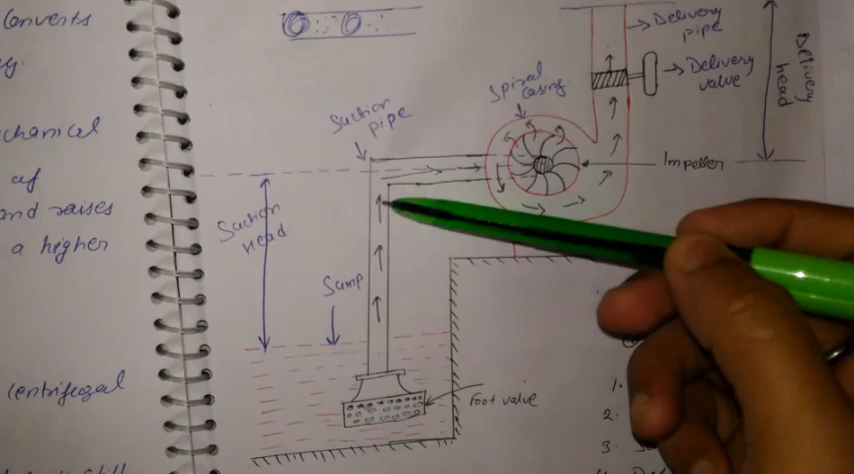 Converts
chanical
of
and raises
a higher
centrifugal
Delivery
pipe
Delivery
valve
Delivery
head
Spiral
casing
Suction
pipe
Impeller
Suction
Head
Sump
Foot valve
1.
2.
3.